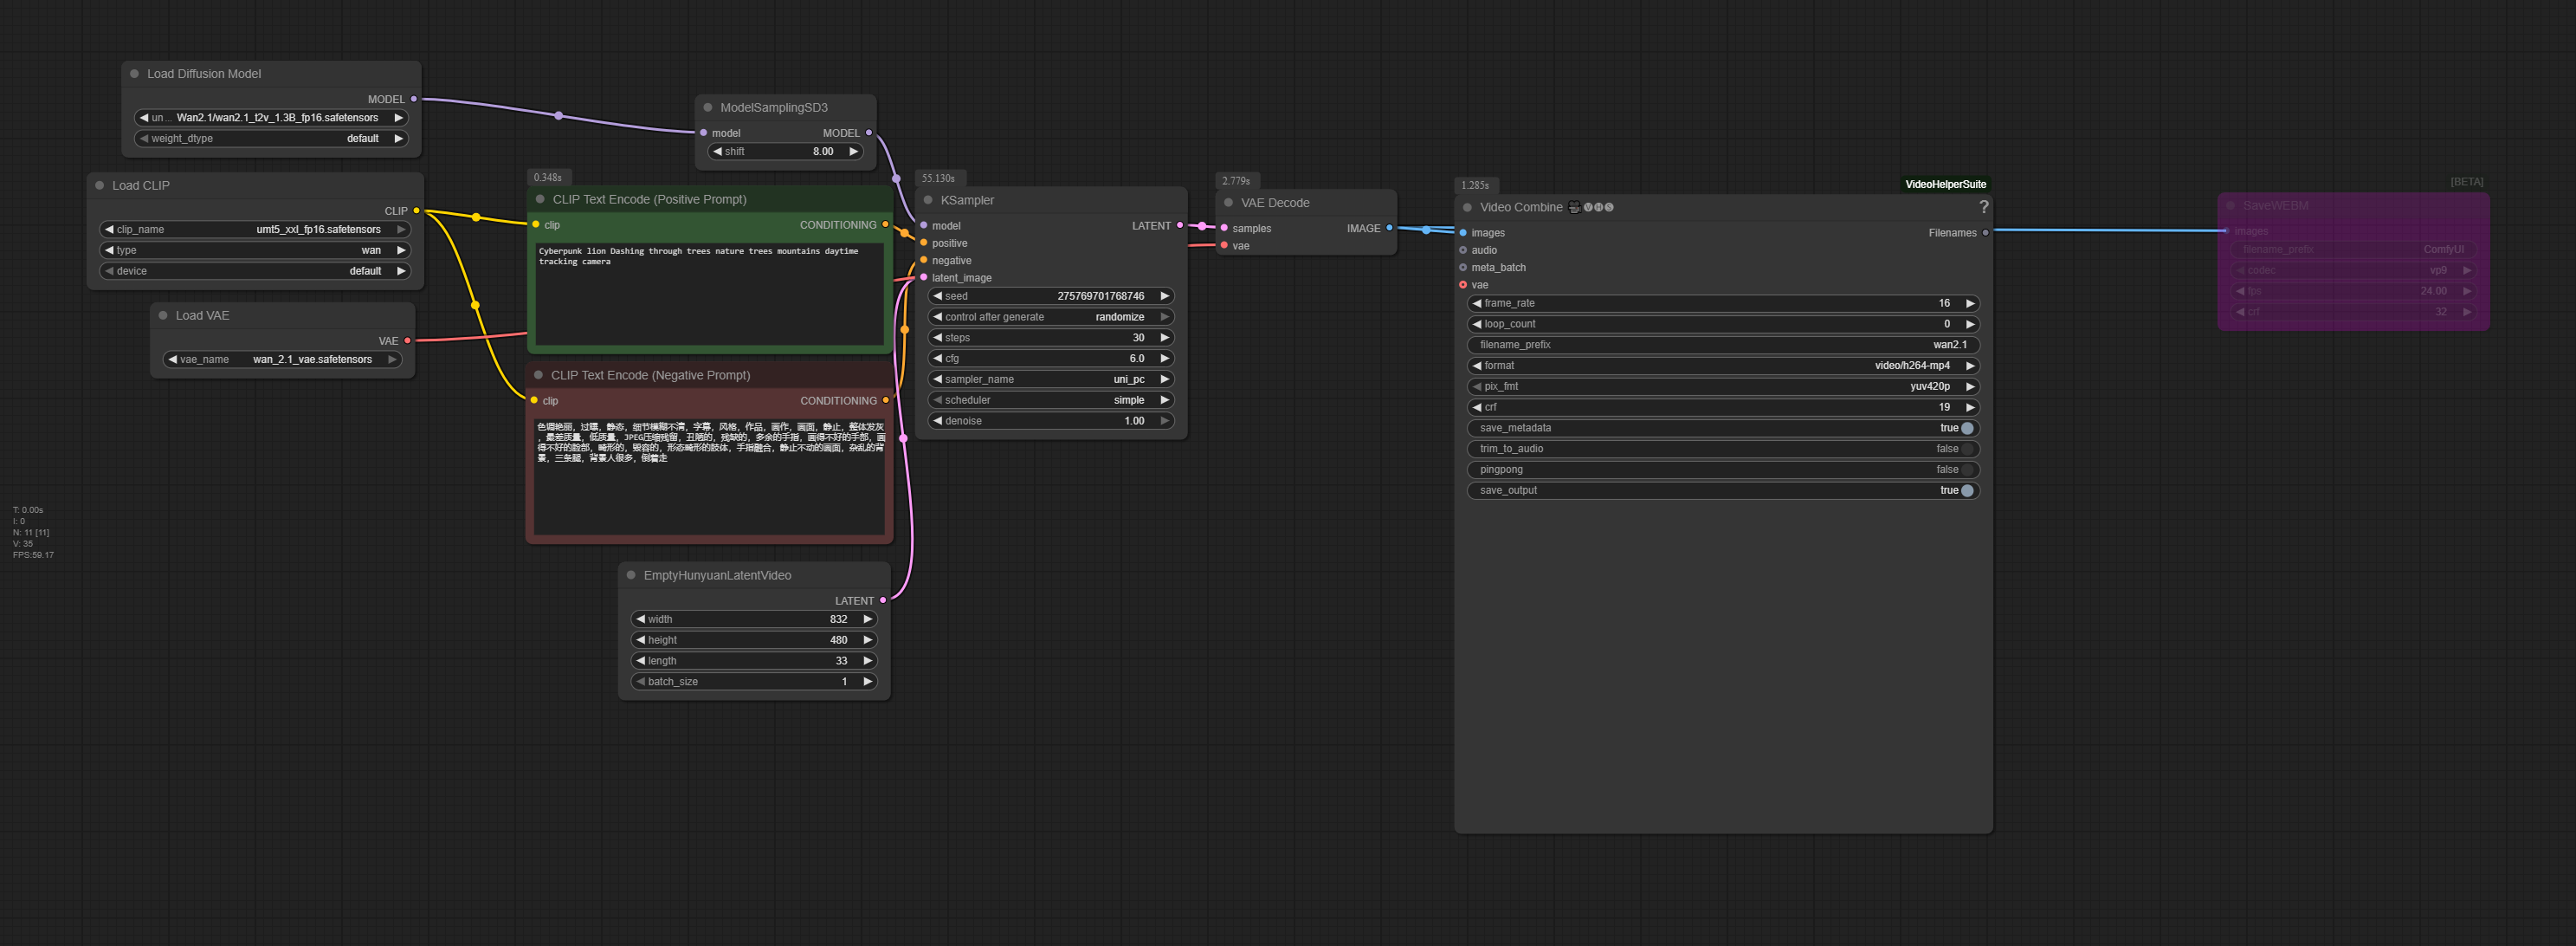 Load Diffusion Model
MODEL
un ... Wan2.1/wan2.1_t2v_1.3B_fp16.safetensors
weight_dtype default
Load CLIP
CLIP
clip_name umt5_xxl_fp16.safetensors
type wan
device default
Load VAE
VAE
vae_name wan_2.1_vae.safetensors
T: 0.00s
I: 0
N: 11 [11]
V: 35
FPS:59.17
ModelSamplingSD3
model MODEL
shift 8.00
0.348s
CLIP Text Encode (Positive Prompt)
clip CONDITIONING
Cyberpunk lion Dashing through trees nature trees mountains daytime
tracking camera
CLIP Text Encode (Negative Prompt)
clip CONDITIONING
色调艳丽，过曝，静态，细节模糊不清，字幕，风格，作品，画作，画面，静止，整体发灰
，最差质量，低质量，JPEG压缩残留，丑陋的，残缺的，多余的手指，画得不好的手部，画
得不好的脸部，畸形的，毁容的，形态畸形的肢体，手指融合，静止不动的画面，杂乱的背
景，三条腿，背景人很多，倒着走
EmptyHunyuanLatentVideo
LATENT
width 832
height 480
length 33
batch_size 1
55.130s
KSampler
model LATENT
positive
negative
latent_image
seed 275769701768746
control after generate randomize
steps 30
cfg 6.0
sampler_name uni_pc
scheduler simple
denoise 1.00
2.779s
VAE Decode
samples IMAGE
vae
1.285s
VideoHelperSuite
Video Combine 🎥🅥🅗🅢 ?
images Filenames
audio
meta_batch
vae
frame_rate 16
loop_count 0
filename_prefix wan2.1
format video/h264-mp4
pix_fmt yuv420p
crf 19
save_metadata true
trim_to_audio false
pingpong false
save_output true
[BETA]
SaveWEBM
images
filename_prefix ComfyUI
codec vp9
fps 24.00
crf 32